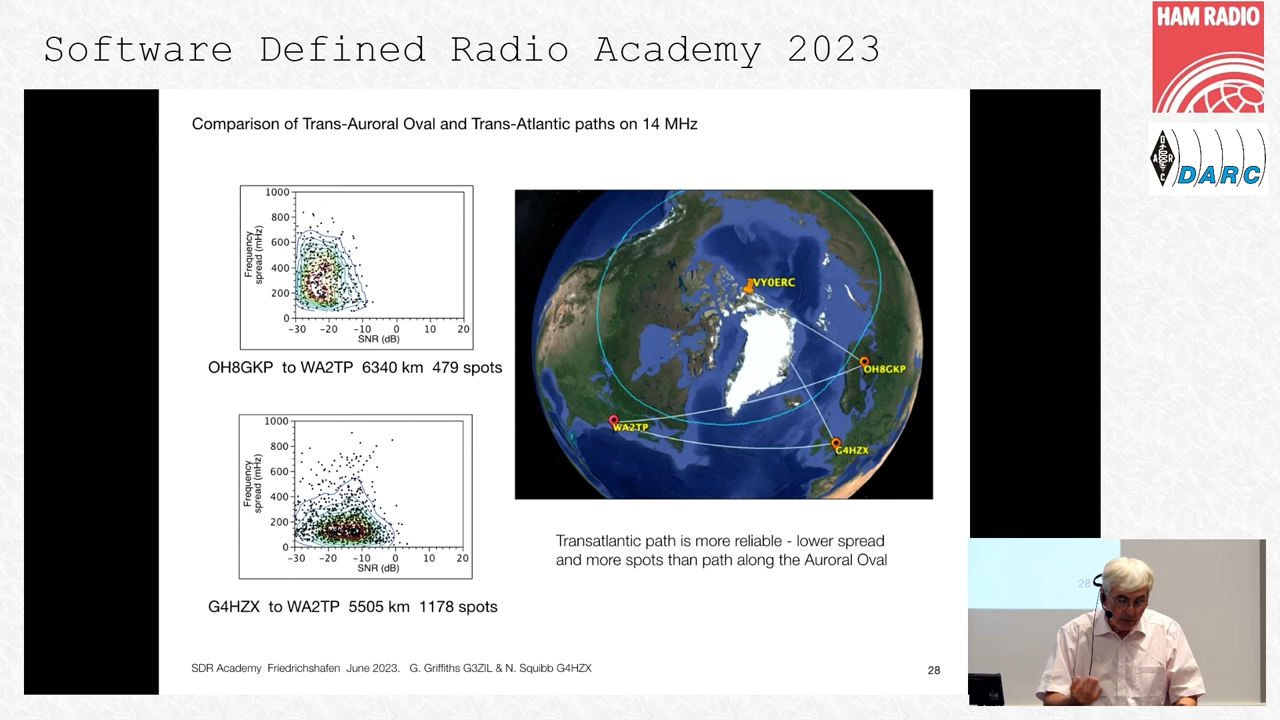 Software Defined Radio Academy 2023
HAM RADIO
DARC
DARC
Comparison of Trans-Auroral Oval and Trans-Atlantic paths on 14 MHz
Frequency
spread (mHz)
1000
800
600
400
200
0
−30 −20 −10 0 10 20
SNR (dB)
OH8GKP to WA2TP 6340 km 479 spots
Frequency
spread (mHz)
1000
800
600
400
200
0
−30 −20 −10 0 10 20
SNR (dB)
G4HZX to WA2TP 5505 km 1178 spots
VY0ERC
OH8GKP
WA2TP
G4HZX
Transatlantic path is more reliable - lower spread
and more spots than path along the Auroral Oval
SDR Academy Friedrichshafen June 2023. G. Griffiths G3ZIL & N. Squibb G4HZX
28
28